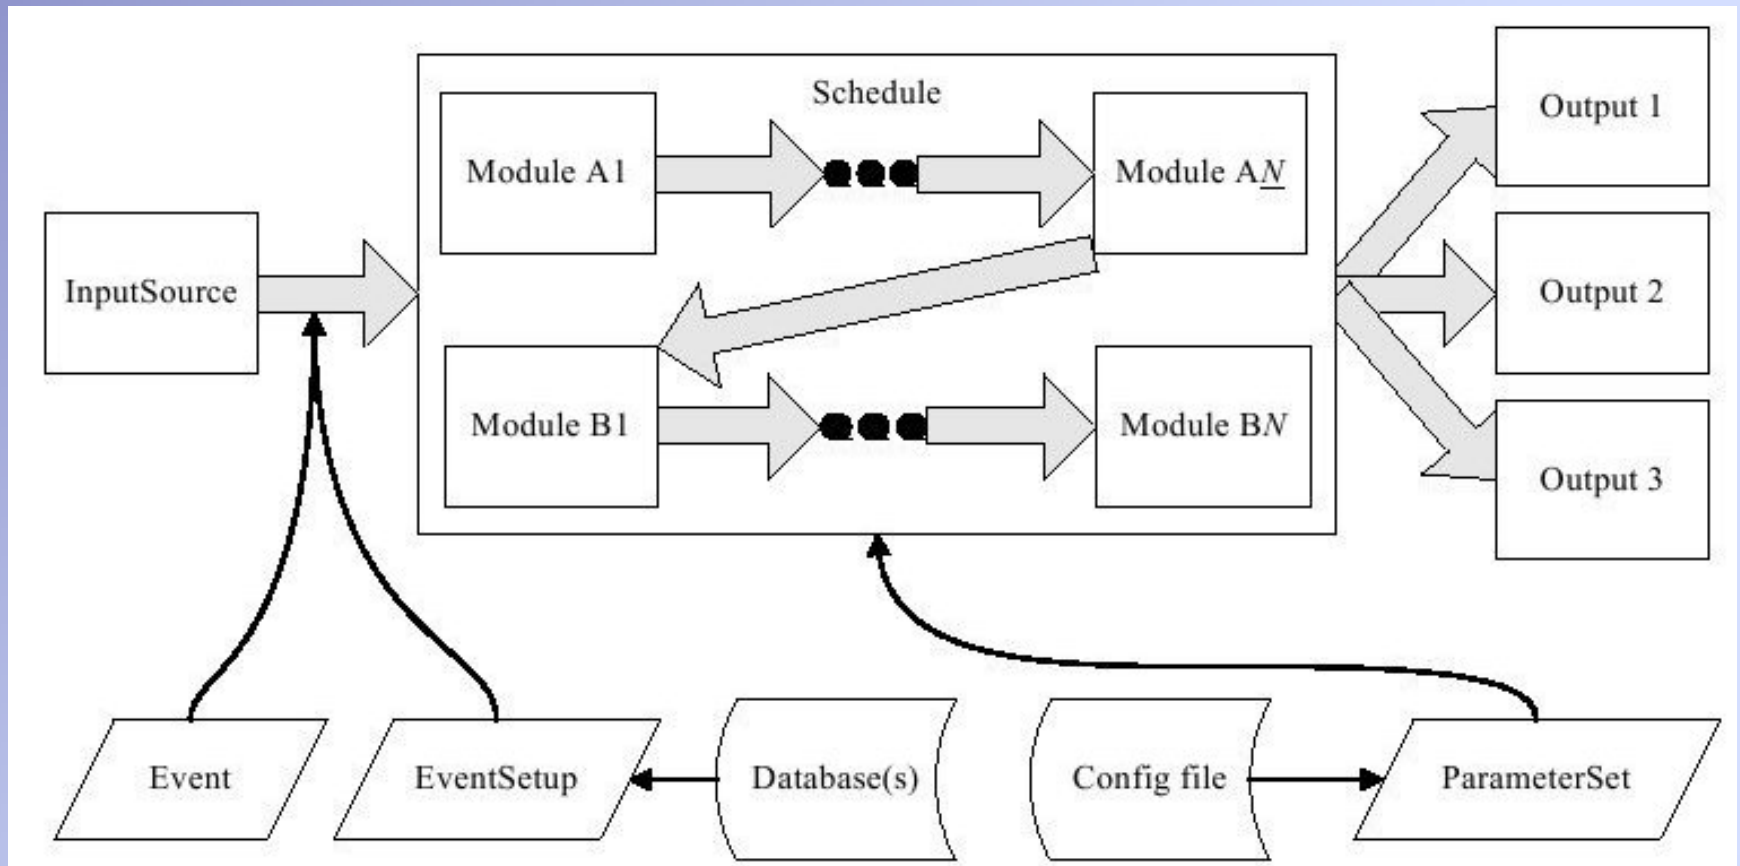 Schedule
Module A1
Module AN
InputSource
Module B1
Module BN
Output 1
Output 2
Output 3
Event
EventSetup
Database(s)
Config file
ParameterSet